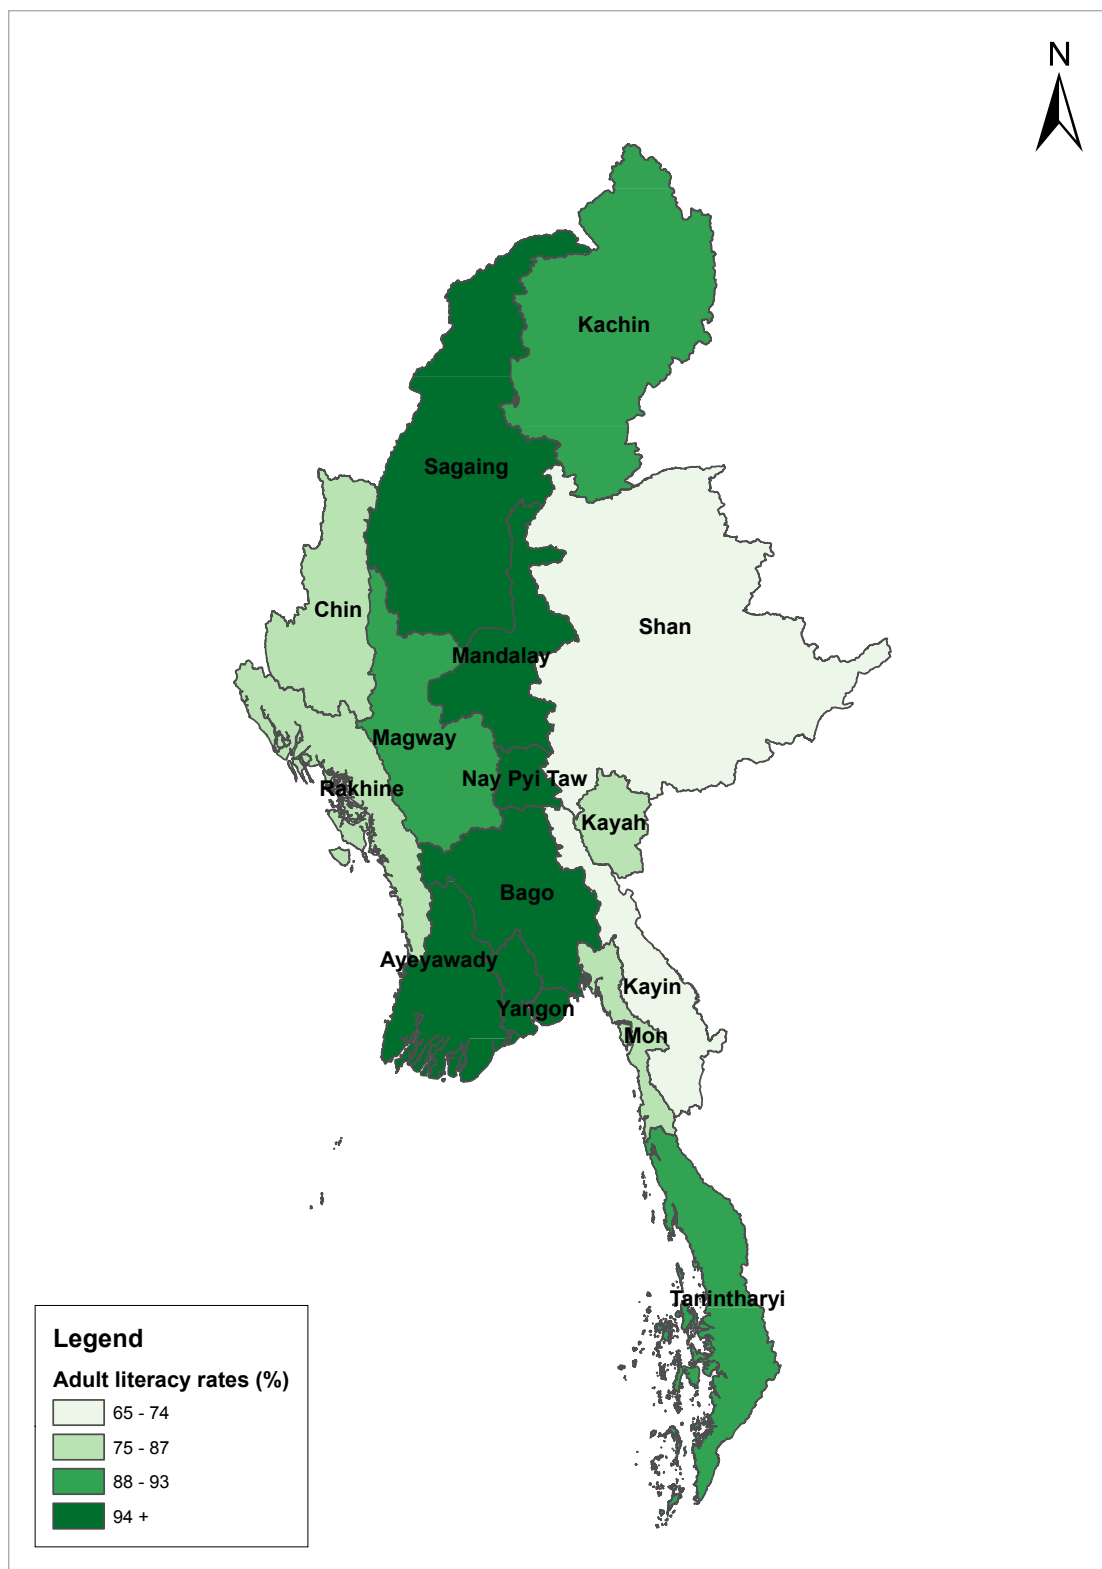 N
Kachin
Sagaing
Chin
Shan
Mandalay
Magway
Nay Pyi Taw
Rakhine
Kayah
Bago
Ayeyawady
Kayin
Yangon
Mon
Tanintharyi
Legend
Adult literacy rates (%)
65 - 74
75 - 87
88 - 93
94 +